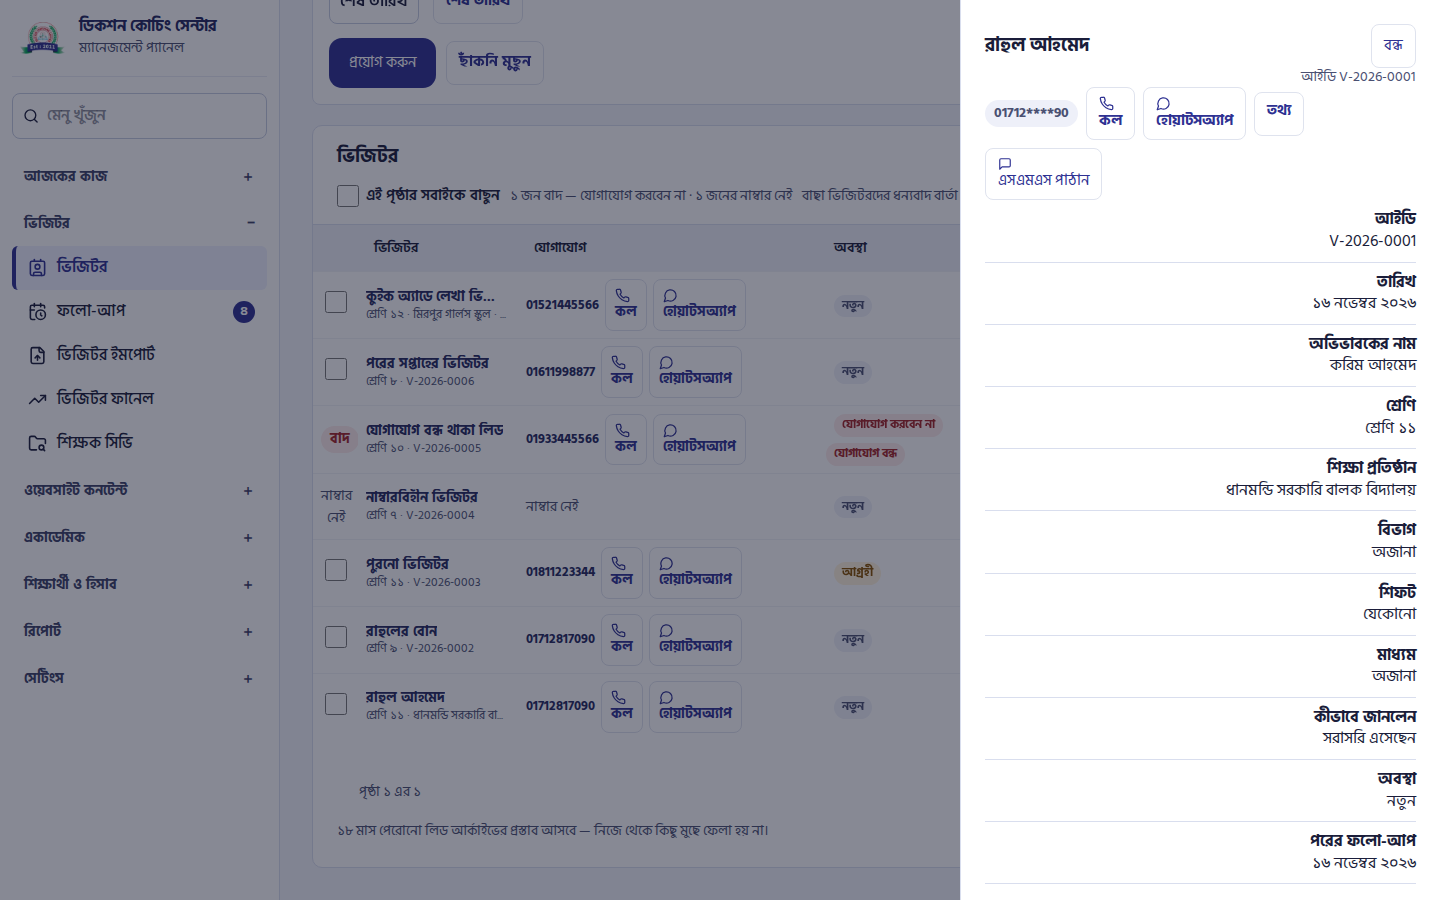 ডিকশন কোচিং সেন্টার
ম্যানেজমেন্ট প্যানেল
Est : 2011
মেনু খুঁজুন
আজকের কাজ +
ভিজিটর −
ভিজিটর
ফলো-আপ 8
ভিজিটর ইমপোর্ট
ভিজিটর ফানেল
শিক্ষক সিভি
ওয়েবসাইট কনটেন্ট +
একাডেমিক +
শিক্ষার্থী ও হিসাব +
রিপোর্ট +
সেটিংস +
শেষ তারিখ শেষ তারিখ
প্রয়োগ করুন ছাঁকনি মুছুন
ভিজিটর
এই পৃষ্ঠার সবাইকে বাছুন ১ জন বাদ — যোগাযোগ করবেন না · ১ জনের নাম্বার নেই বাছা ভিজিটরদের ধন্যবাদ বার্তা
ভিজিটর যোগাযোগ অবস্থা
কুইক অ্যাডে লেখা ভি...
শ্রেণি ১২ · মিরপুর গার্লস স্কুল · ...
01521445566 কল হোয়াটসঅ্যাপ নতুন
পরের সপ্তাহের ভিজিটর
শ্রেণি ৮ · V-2026-0006
01611998877 কল হোয়াটসঅ্যাপ নতুন
বাদ
যোগাযোগ বন্ধ থাকা লিড
শ্রেণি ১০ · V-2026-0005
01933445566 কল হোয়াটসঅ্যাপ
যোগাযোগ করবেন না
যোগাযোগ বন্ধ
নাম্বার নেই
নাম্বারবিহীন ভিজিটর
শ্রেণি ৭ · V-2026-0004
নাম্বার নেই নতুন
পুরনো ভিজিটর
শ্রেণি ১১ · V-2026-0003
01811223344 কল হোয়াটসঅ্যাপ আগ্রহী
রাহুলের বোন
শ্রেণি ৯ · V-2026-0002
01712817090 কল হোয়াটসঅ্যাপ নতুন
রাহুল আহমেদ
শ্রেণি ১১ · ধানমন্ডি সরকারি বা...
01712817090 কল হোয়াটসঅ্যাপ নতুন
পৃষ্ঠা ১ এর ১
১৮ মাস পেরোনো লিড আর্কাইভের প্রস্তাব আসবে — নিজে থেকে কিছু মুছে ফেলা হয় না।
রাহুল আহমেদ
বন্ধ
আইডি V-2026-0001
01712****90 কল হোয়াটসঅ্যাপ তথ্য
এসএমএস পাঠান
আইডি
V-2026-0001
তারিখ
১৬ নভেম্বর ২০২৬
অভিভাবকের নাম
করিম আহমেদ
শ্রেণি
শ্রেণি ১১
শিক্ষা প্রতিষ্ঠান
ধানমন্ডি সরকারি বালক বিদ্যালয়
বিভাগ
অজানা
শিফট
যেকোনো
মাধ্যম
অজানা
কীভাবে জানলেন
সরাসরি এসেছেন
অবস্থা
নতুন
পরের ফলো-আপ
১৬ নভেম্বর ২০২৬